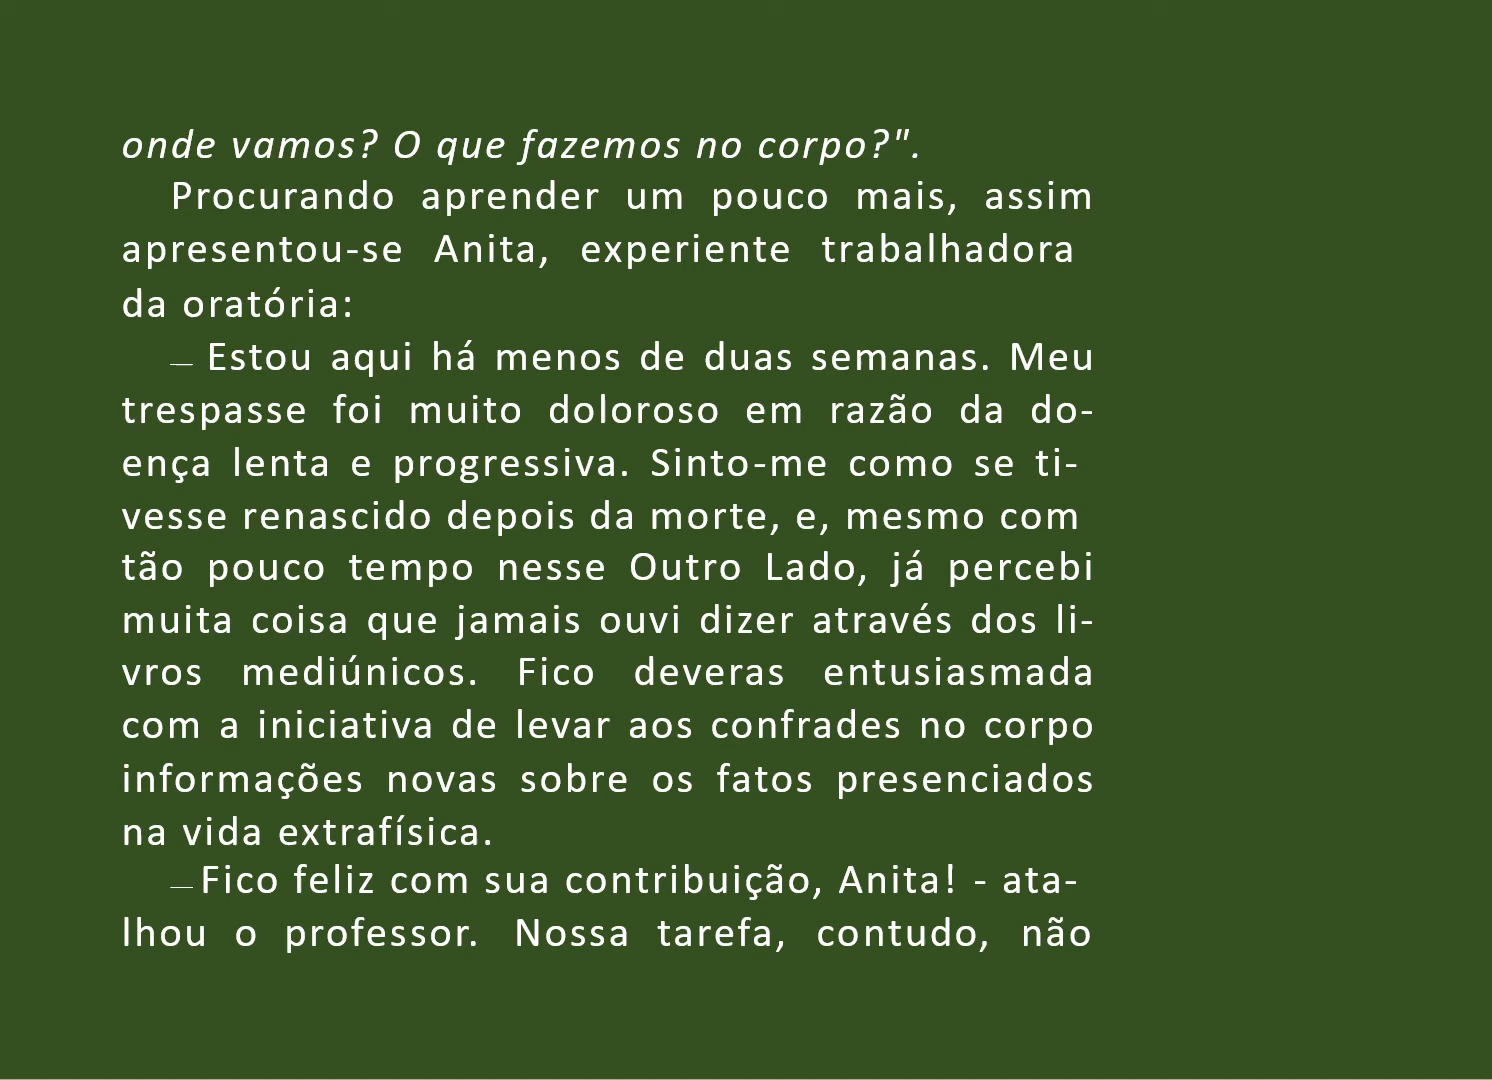 onde vamos? O que fazemos no corpo?".
Procurando aprender um pouco mais, assim
apresentou-se Anita, experiente trabalhadora
da oratória:
— Estou aqui há menos de duas semanas. Meu
trespasse foi muito doloroso em razão da do-
ença lenta e progressiva. Sinto-me como se ti-
vesse renascido depois da morte, e, mesmo com
tão pouco tempo nesse Outro Lado, já percebi
muita coisa que jamais ouvi dizer através dos li-
vros mediúnicos. Fico deveras entusiasmada
com a iniciativa de levar aos confrades no corpo
informações novas sobre os fatos presenciados
na vida extrafísica.
— Fico feliz com sua contribuição, Anita! - ata-
lhou o professor. Nossa tarefa, contudo, não